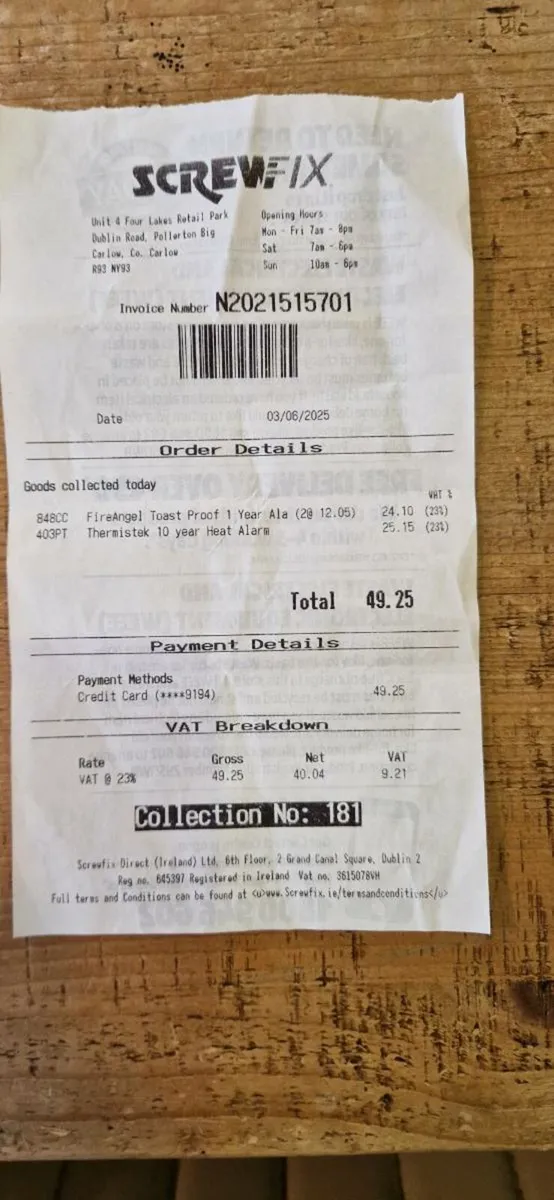 SCREWFIX
Unit 4 Four Lakes Retail Park
Dublin Road, Pollerton Big
Carlow, Co. Carlow
R93 NY93
Opening Hours
Mon - Fri 7am - 8pm
Sat 7am - 6pm
Sun 10am - 6pm
Invoice Number N2021515701
Date 03/06/2025
Order Details
Goods collected today
VAT %
848CC FireAngel Toast Proof 1 Year Ala (2@ 12.05) 24.10 (23%)
403PT Thermistek 10 year Heat Alarm 25.15 (23%)
Total 49.25
Payment Details
Payment Methods
Credit Card (****9194) 49.25
VAT Breakdown
Rate Gross Net VAT
VAT @ 23% 49.25 40.04 9.21
Collection No: 181
Screwfix Direct (Ireland) Ltd, 6th Floor, 2 Grand Canal Square, Dublin 2
Reg no. 645397 Registered in Ireland Vat no. 3615078VH
Full terms and Conditions can be found at <u>www.Screwfix.ie/termsandconditions</u>